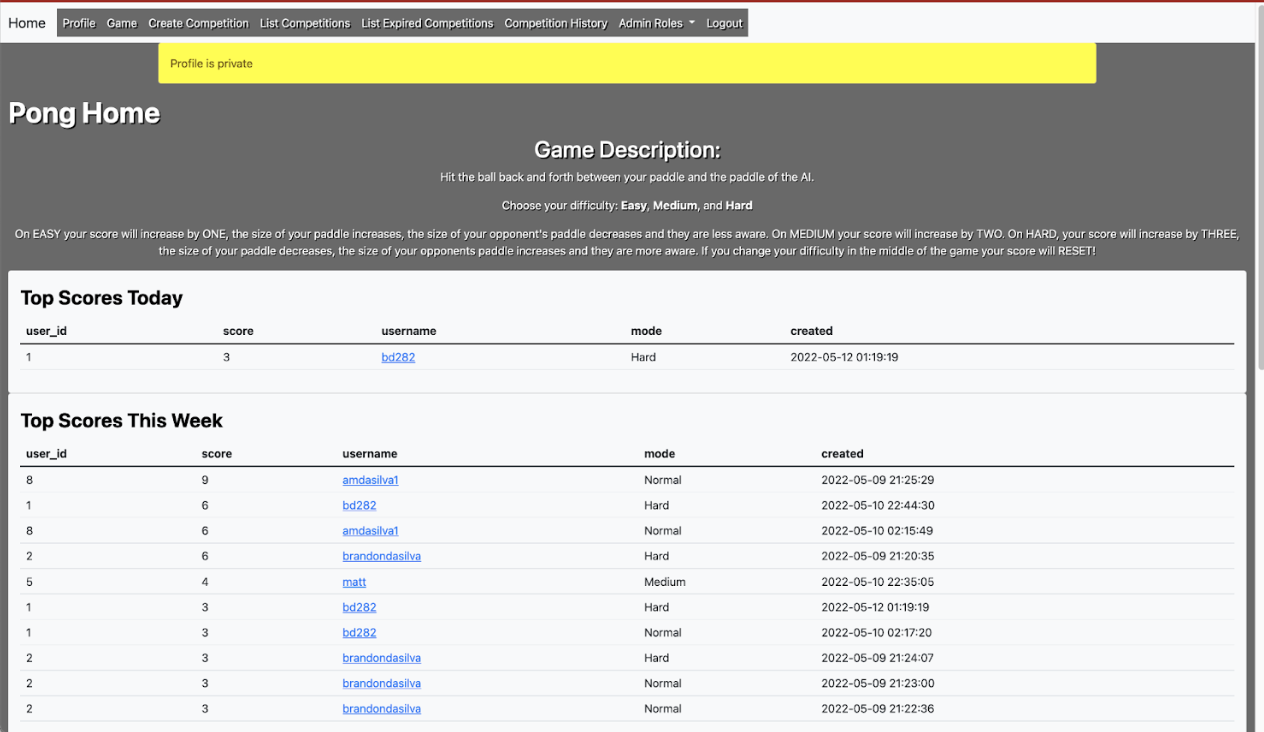 Home Profile Game Create Competition List Competitions List Expired Competitions Competition History Admin Roles Logout
Profile is private
Pong Home
Game Description:
Hit the ball back and forth between your paddle and the paddle of the AI.
Choose your difficulty: Easy, Medium, and Hard
On EASY your score will increase by ONE, the size of your paddle increases, the size of your opponent's paddle decreases and they are less aware. On MEDIUM your score will increase by TWO. On HARD, your score will increase by THREE,
the size of your paddle decreases, the size of your opponents paddle increases and they are more aware. If you change your difficulty in the middle of the game your score will RESET!
Top Scores Today
user_id score username mode created
1 3 bd282 Hard 2022-05-12 01:19:19
Top Scores This Week
user_id score username mode created
8 9 amdasilva1 Normal 2022-05-09 21:25:29
1 6 bd282 Hard 2022-05-10 22:44:30
8 6 amdasilva1 Normal 2022-05-10 02:15:49
2 6 brandondasilva Hard 2022-05-09 21:20:35
5 4 matt Medium 2022-05-10 22:35:05
1 3 bd282 Hard 2022-05-12 01:19:19
1 3 bd282 Normal 2022-05-10 02:17:20
2 3 brandondasilva Hard 2022-05-09 21:24:07
2 3 brandondasilva Normal 2022-05-09 21:23:00
2 3 brandondasilva Normal 2022-05-09 21:22:36